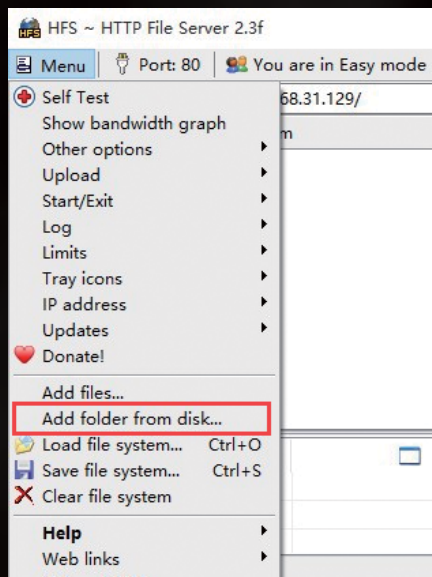 HFS ~ HTTP File Server 2.3f
Menu Port: 80 You are in Easy mode
Self Test 68.31.129/
Show bandwidth graph m
Other options
Upload
Start/Exit
Log
Limits
Tray icons
IP address
Updates
Donate!
Add files...
Add folder from disk...
Load file system... Ctrl+O
Save file system... Ctrl+S
Clear file system
Help
Web links